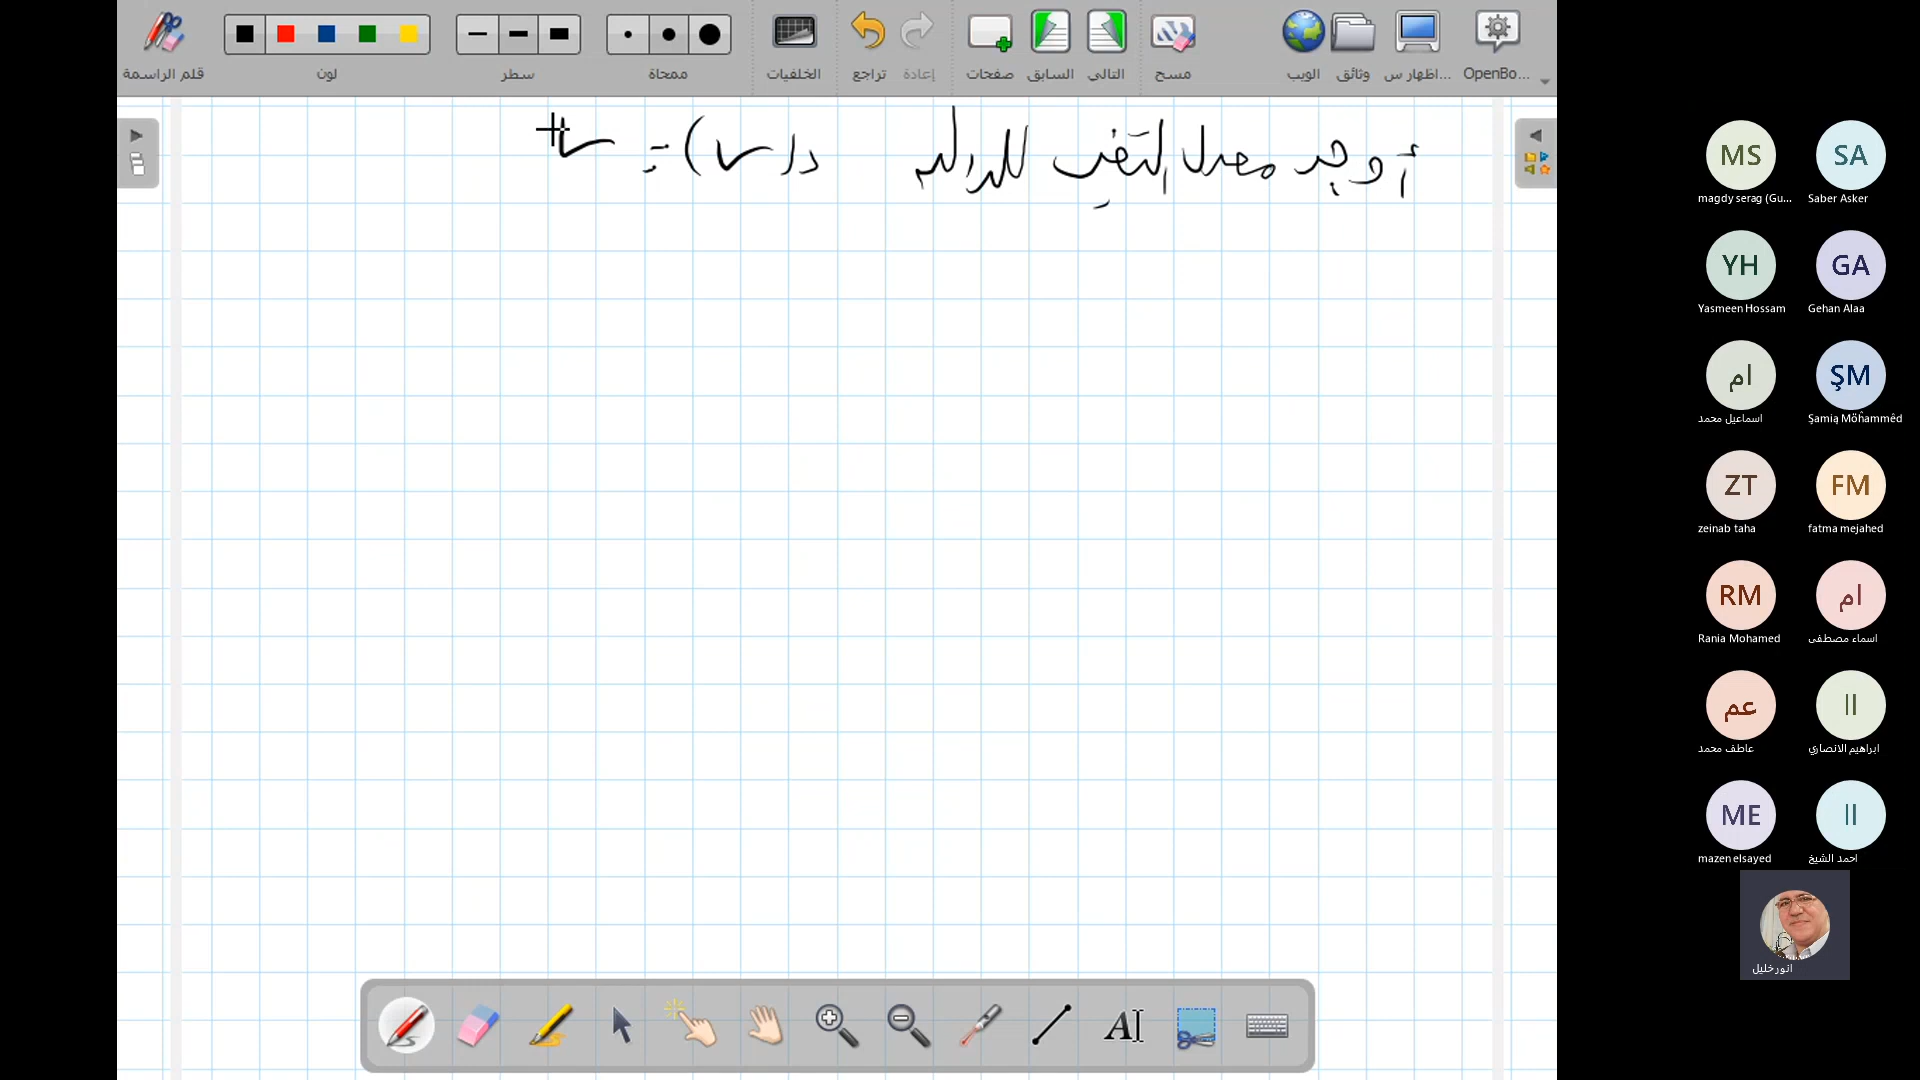 قلم الراسمة
لون
سطر
ممحاة
الخلفيات
تراجع
إعادة
صفحات
السابق
التالي
مسح
الويب
وثائق
اظهار س...
OpenBo...
أوجد معدل التغير للدالة د(س) = س
MS
magdy serag (Gu...
SA
Saber Asker
YH
Yasmeen Hossam
GA
Gehan Alaa
ام
اسماعيل محمد
ŞM
Şamia Möhammêd
ZT
zeinab taha
FM
fatma mejahed
RM
Rania Mohamed
ام
اسماء مصطفى
عم
عاطف محمد
اا
ابراهيم الانصاري
ME
mazen elsayed
اا
احمد الشيخ
انور خليل
AI